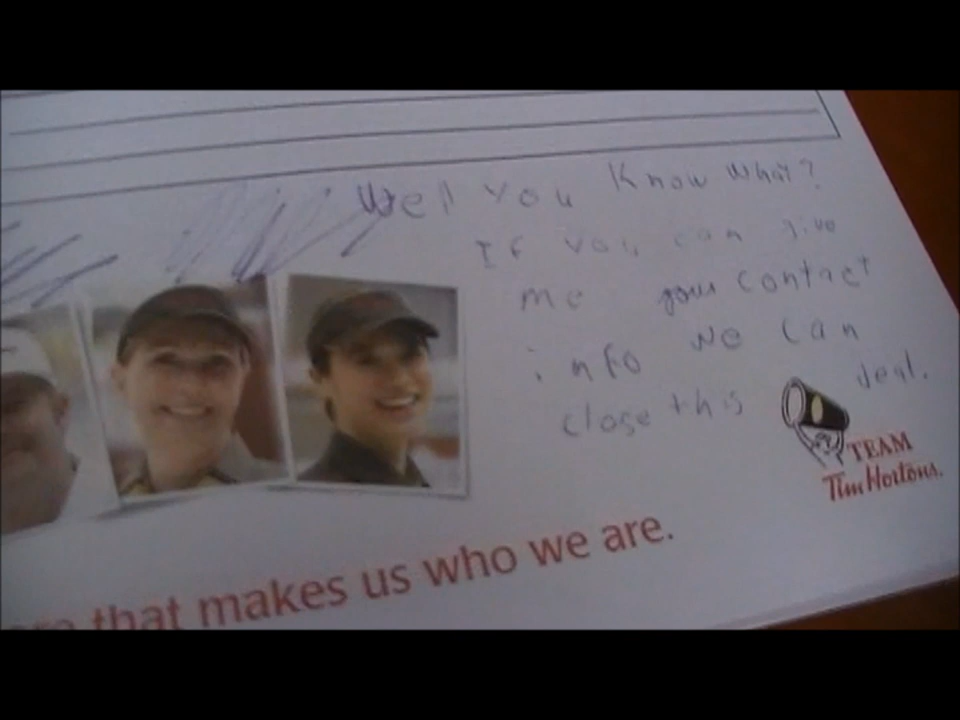 Well You Know What?
If you can give
me your contact
info we can
close this deal.
TEAM
Tim Hortons.
that makes us who we are.